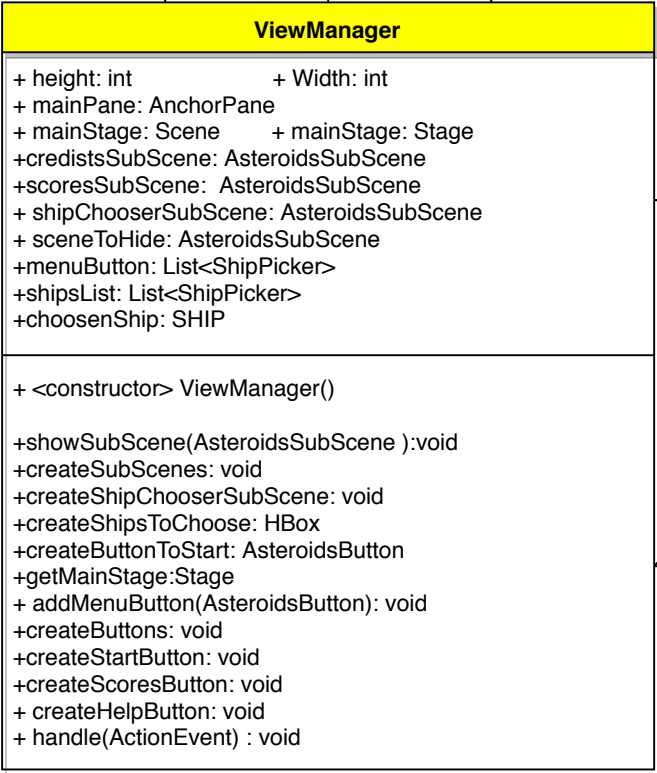 ViewManager
+ height: int + Width: int
+ mainPane: AnchorPane
+ mainStage: Scene + mainStage: Stage
+credistsSubScene: AsteroidsSubScene
+scoresSubScene: AsteroidsSubScene
+ shipChooserSubScene: AsteroidsSubScene
+ sceneToHide: AsteroidsSubScene
+menuButton: List<ShipPicker>
+shipsList: List<ShipPicker>
+choosenShip: SHIP
+ <constructor> ViewManager()
+showSubScene(AsteroidsSubScene ):void
+createSubScenes: void
+createShipChooserSubScene: void
+createShipsToChoose: HBox
+createButtonToStart: AsteroidsButton
+getMainStage:Stage
+ addMenuButton(AsteroidsButton): void
+createButtons: void
+createStartButton: void
+createScoresButton: void
+ createHelpButton: void
+ handle(ActionEvent) : void